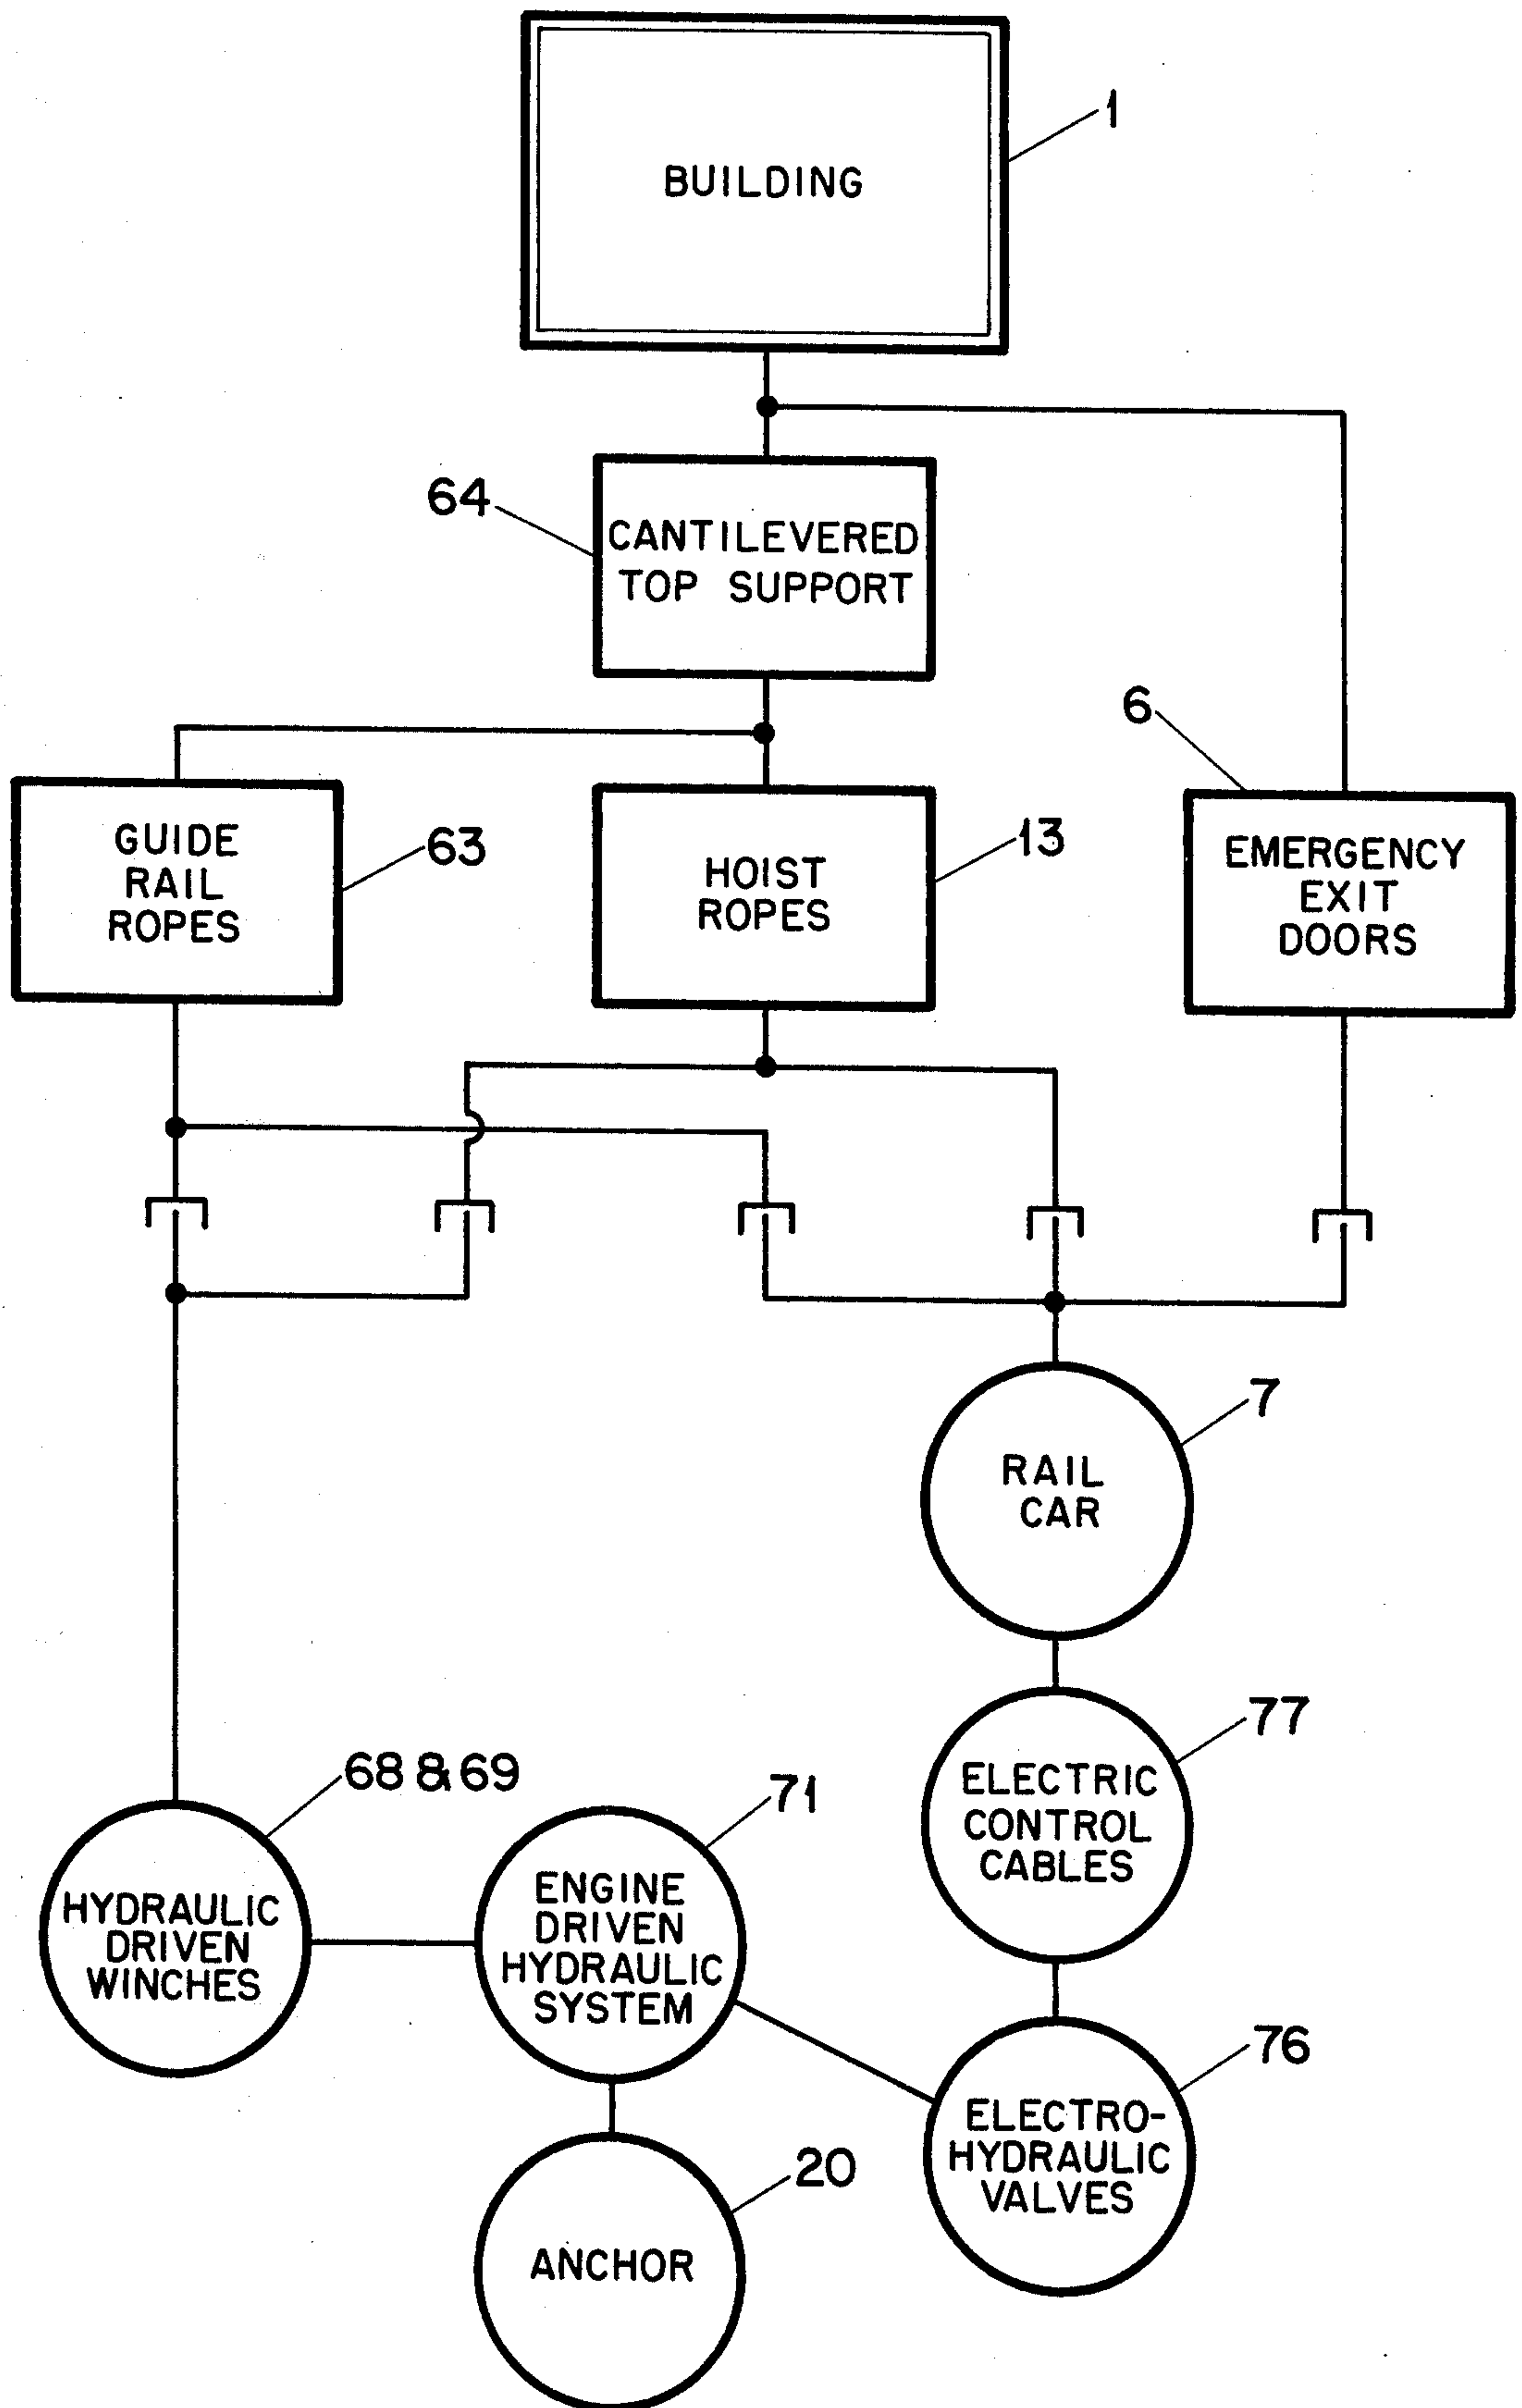 1
BUILDING
64
CANTILEVERED
TOP SUPPORT
6
GUIDE
RAIL
ROPES
63
HOIST
ROPES
13
EMERGENCY
EXIT
DOORS
7
RAIL
CAR
77
ELECTRIC
CONTROL
CABLES
68 & 69
HYDRAULIC
DRIVEN
WINCHES
71
ENGINE
DRIVEN
HYDRAULIC
SYSTEM
76
ELECTRO-
HYDRAULIC
VALVES
20
ANCHOR